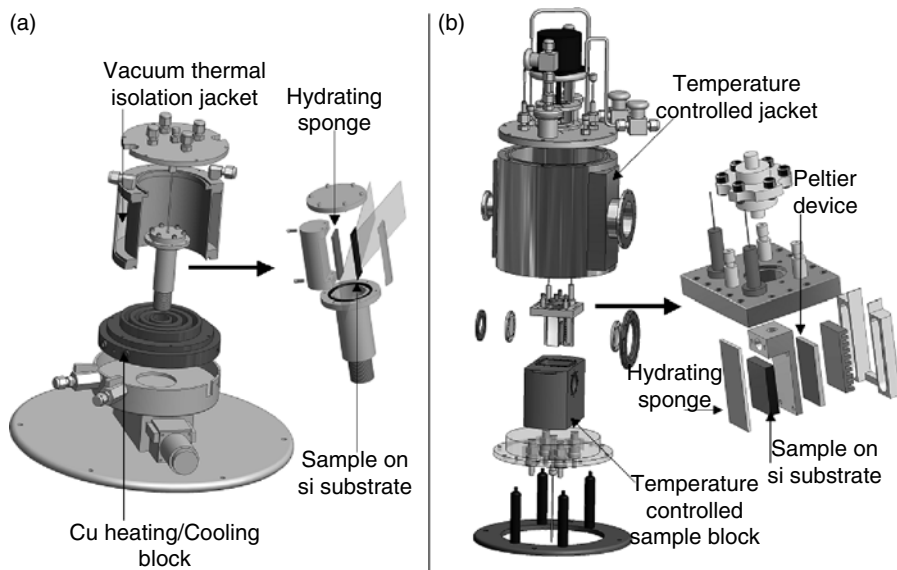 (a)
Vacuum thermal
isolation jacket
Hydrating
sponge
Sample on
si substrate
Cu heating/Cooling
block
(b)
Temperature
controlled jacket
Peltier
device
Hydrating
sponge
Sample on
si substrate
Temperature
controlled
sample block